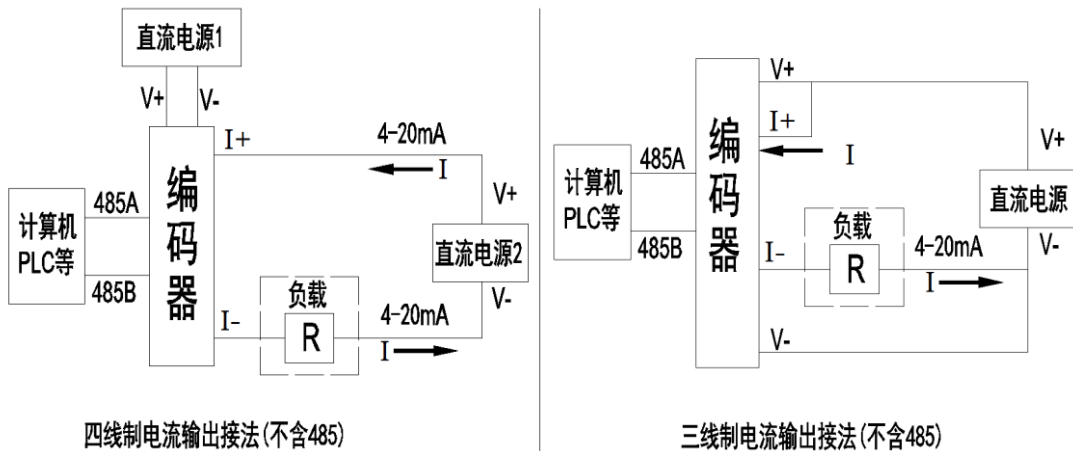 直流电源1
V+
V-
I+
4-20mA
I
V+
编码器
485A
计算机
PLC等
直流电源2
485B
V-
负载
I-
R
4-20mA
I
四线制电流输出接法(不含485)
V+
I+
I
V+
485A
编码器
计算机
PLC等
直流电源
485B
负载
V-
I-
R
4-20mA
I
V-
三线制电流输出接法(不含485)